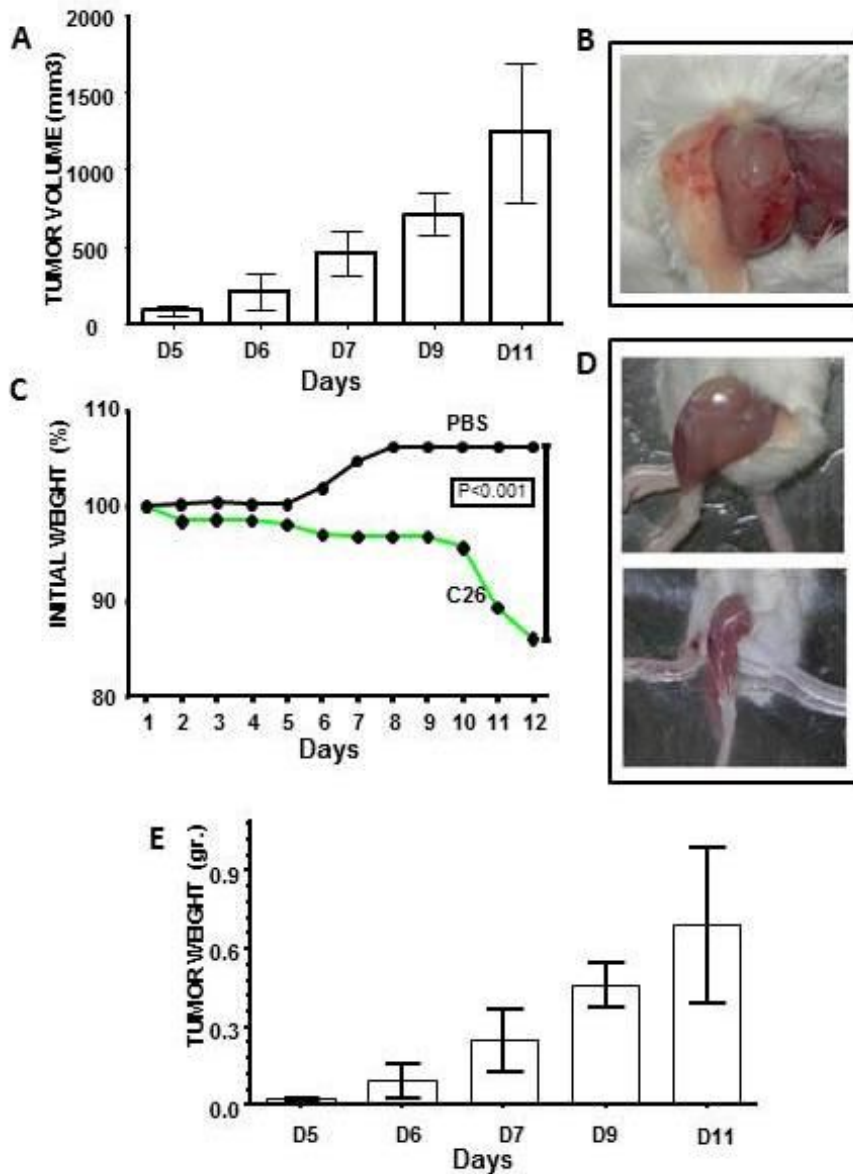 A
TUMOR VOLUME (mm3)
2000
1500
1000
500
0
D5 D6 D7 D9 D11
Days
B
C
INITIAL WEIGHT (%)
110
100
90
80
PBS
P<0.001
C26
1 2 3 4 5 6 7 8 9 10 11 12
Days
D
E
TUMOR WEIGHT (gr.)
0.9
0.6
0.3
0.0
D5 D6 D7 D9 D11
Days